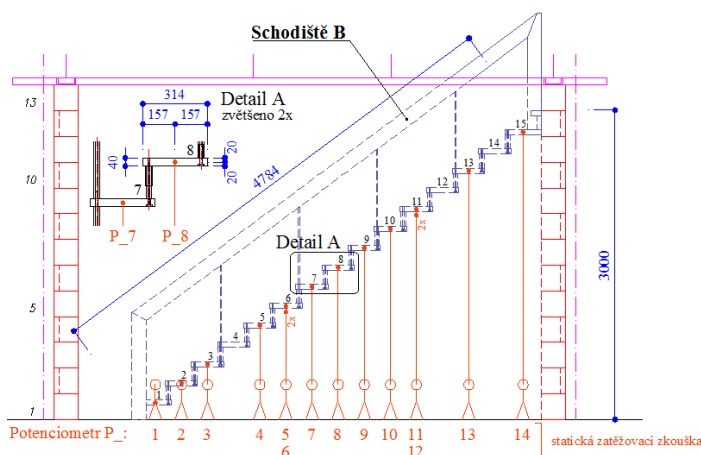 Schodiště B
314
157 157
Detail A
zvětšeno 2x
40
8
20
20
7
P_7
P_8
4784
Detail A
3000
13
10
5
1
1
2
3
4
5
6
2x
7
8
9
10
11
2x
12
13
14
15
Potenciometr P_: 1 2 3 4 5 7 8 9 10 11 13 14
6 12
statická zatěžovací zkouška